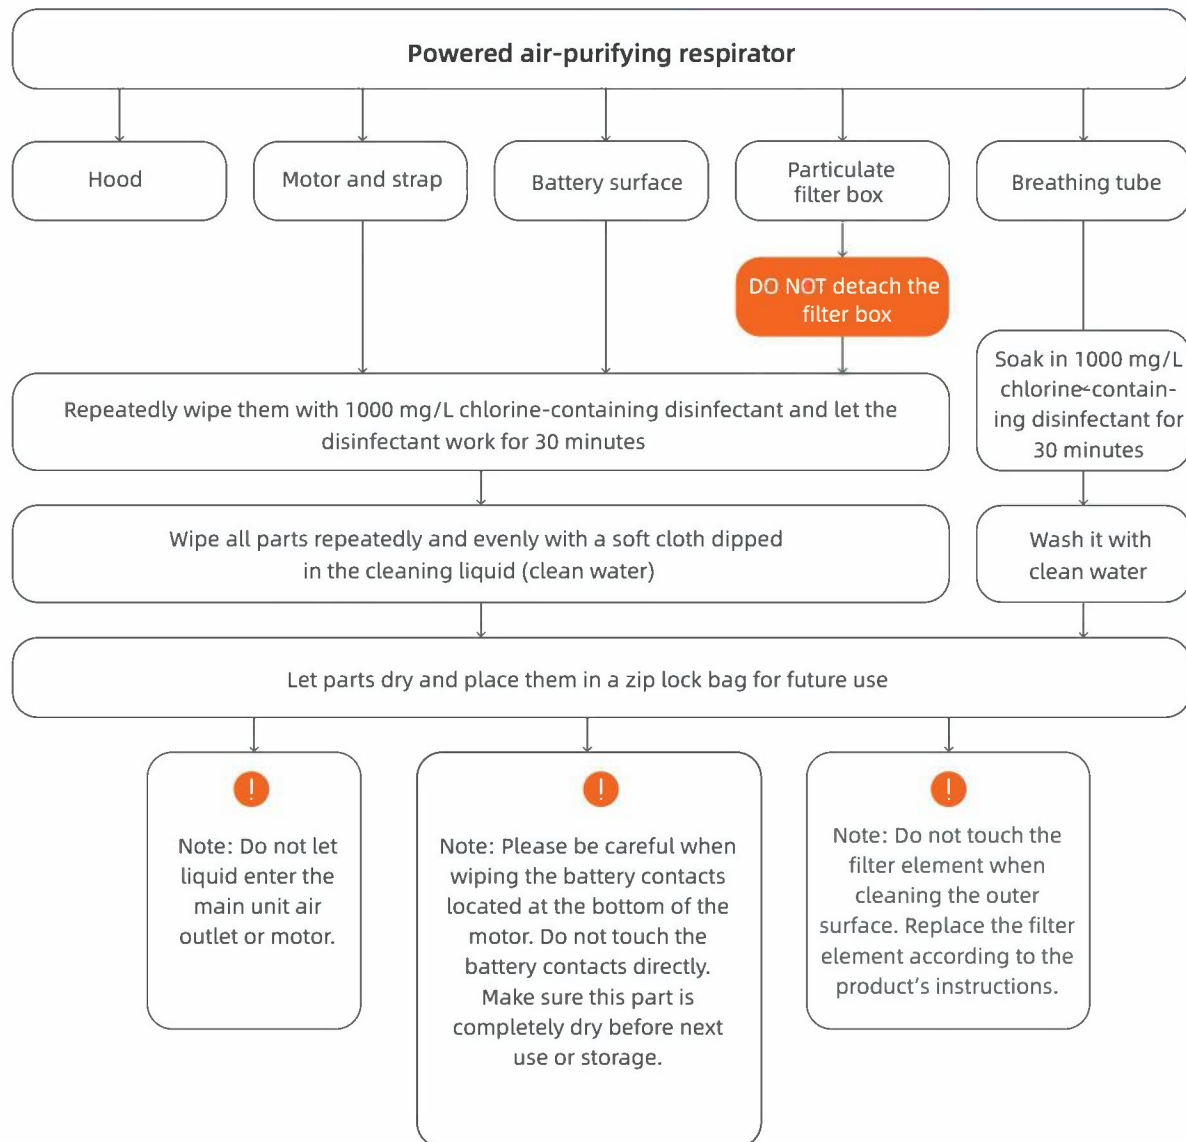 Powered air-purifying respirator
Hood
Motor and strap
Battery surface
Particulate
filter box
Breathing tube
DO NOT detach the
filter box
Repeatedly wipe them with 1000 mg/L chlorine-containing disinfectant and let the
disinfectant work for 30 minutes
Soak in 1000 mg/L
chlorine-contain-
ing disinfectant for
30 minutes
Wipe all parts repeatedly and evenly with a soft cloth dipped
in the cleaning liquid (clean water)
Wash it with
clean water
Let parts dry and place them in a zip lock bag for future use
!
Note: Do not let
liquid enter the
main unit air
outlet or motor.
!
Note: Please be careful when
wiping the battery contacts
located at the bottom of the
motor. Do not touch the
battery contacts directly.
Make sure this part is
completely dry before next
use or storage.
!
Note: Do not touch the
filter element when
cleaning the outer
surface. Replace the filter
element according to the
product's instructions.